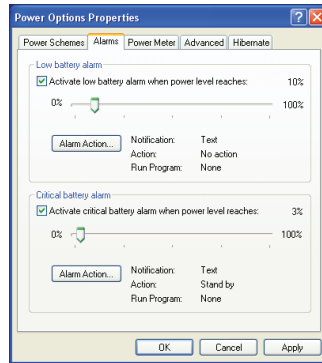 Power Options Properties
Power Schemes Alarms Power Meter Advanced Hibernate
Low battery alarm
Activate low battery alarm when power level reaches: 10%
0% 100%
Alarm Action... Notification: Text
Action: No action
Run Program: None
Critical battery alarm
Activate critical battery alarm when power level reaches: 3%
0% 100%
Alarm Action... Notification: Text
Action: Stand by
Run Program: None
OK Cancel Apply